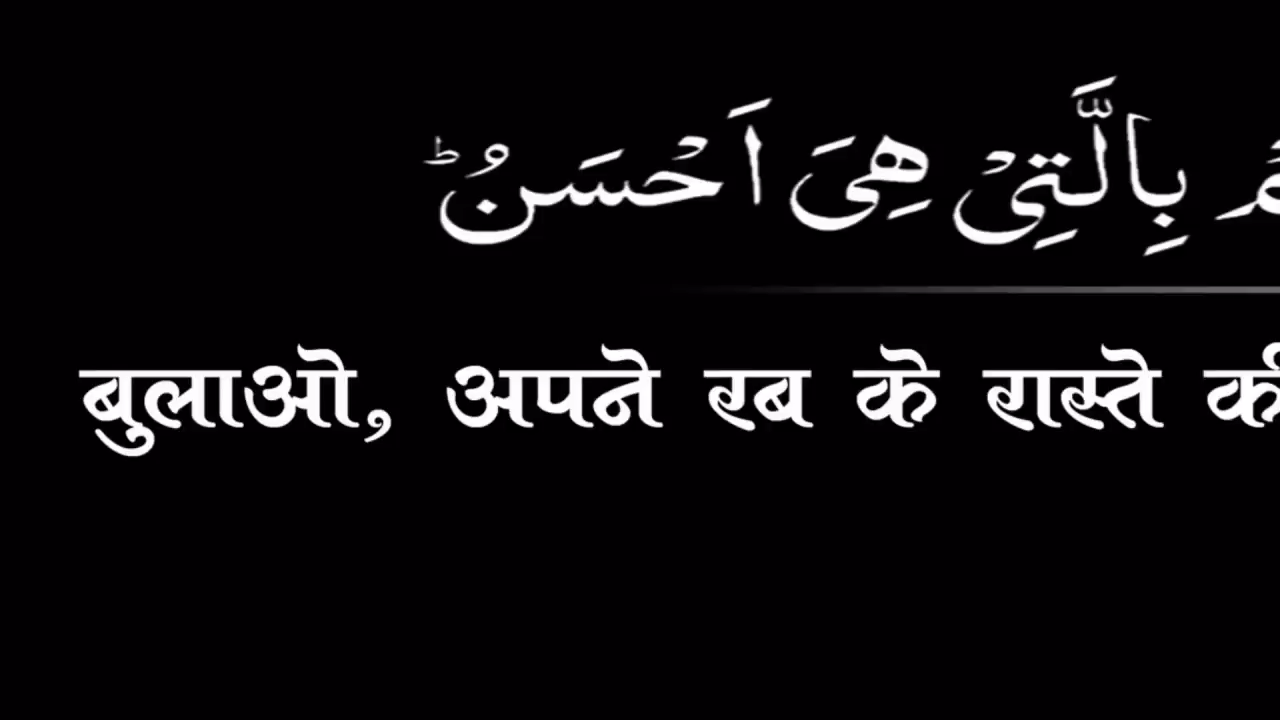 بِالَّتِيْ هِيَ اَحْسَنُ ؕ
बुलाओ, अपने रब के रास्ते